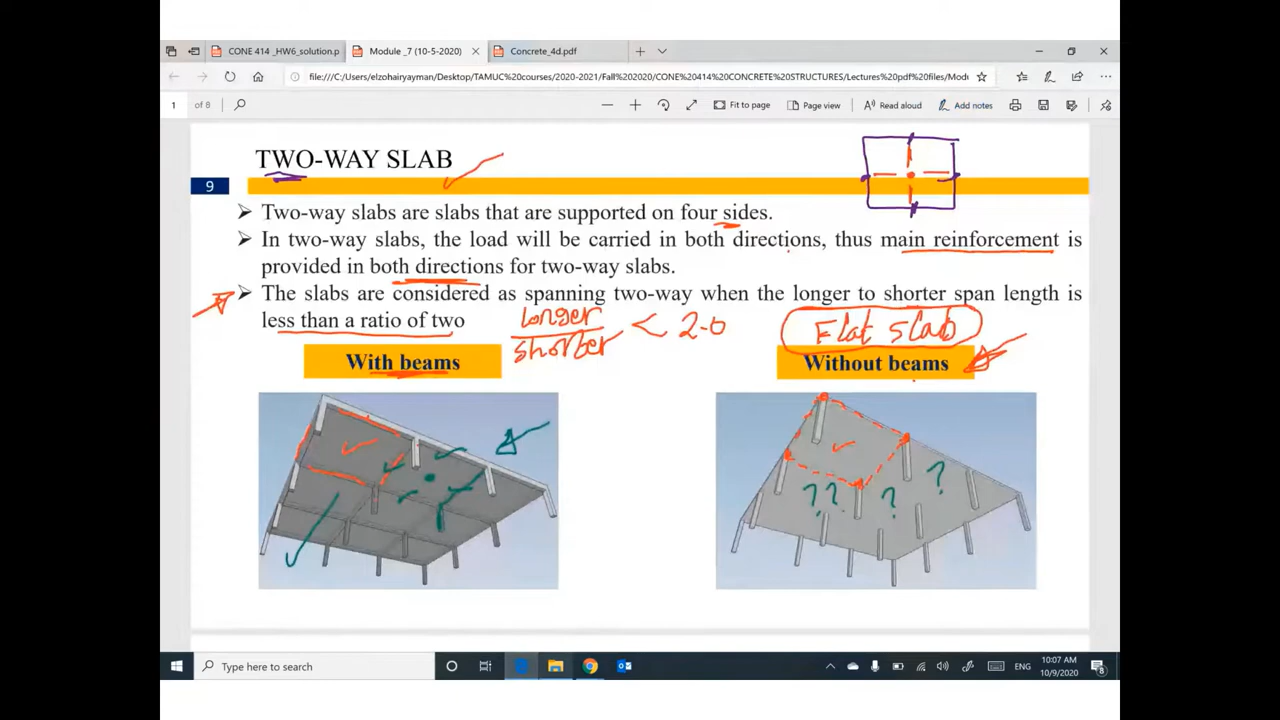 CONE 414 _HW6_solution.p
Module _7 (10-5-2020)
Concrete_4d.pdf
file:///C:/Users/elzohairyayman/Desktop/TAMUC%20courses/2020-2021/Fall%202020/CONE%20414%20CONCRETE%20STRUCTURES/Lectures%20pdf%20files/Modu
1 of 8
Fit to page
Page view
Read aloud
Add notes
TWO-WAY SLAB
9
Two-way slabs are slabs that are supported on four sides.
In two-way slabs, the load will be carried in both directions, thus main reinforcement is
provided in both directions for two-way slabs.
The slabs are considered as spanning two-way when the longer to shorter span length is
less than a ratio of two
longer
shorter
< 2.0
Flat Slab
With beams
Without beams
? ? ? ?
Type here to search
ENG
10:07 AM
10/9/2020
8